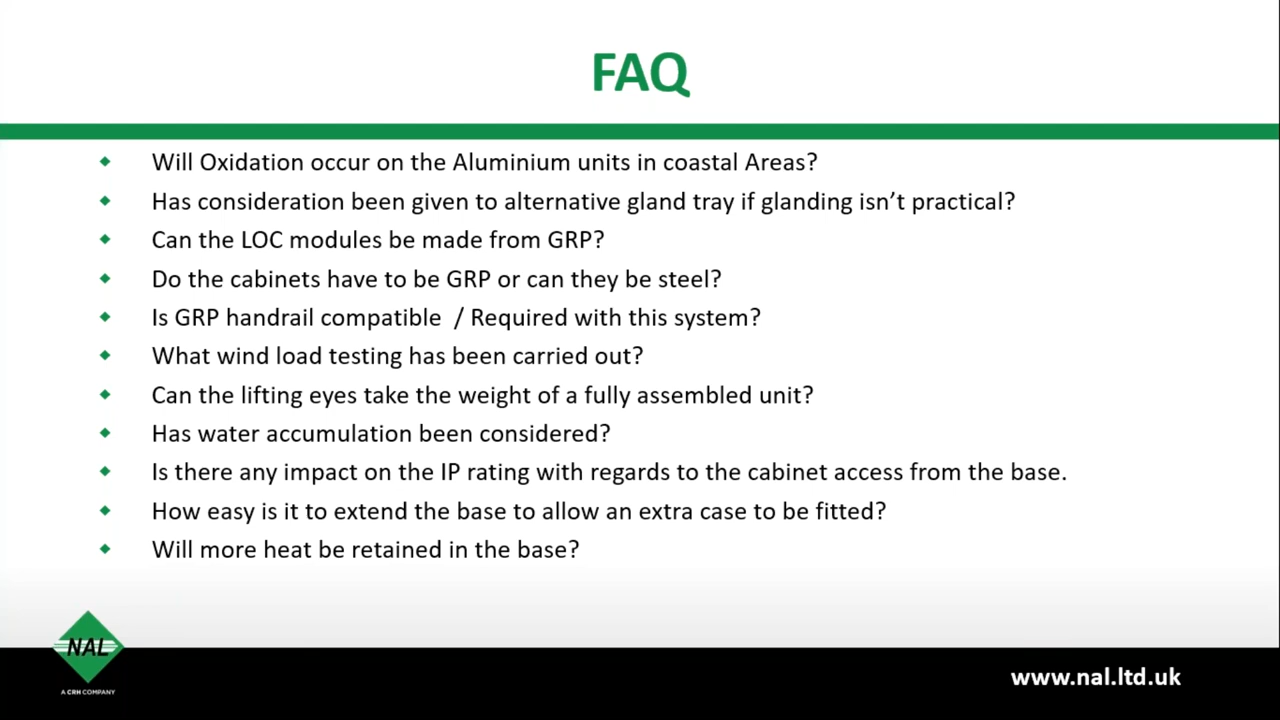 FAQ
Will Oxidation occur on the Aluminium units in coastal Areas?
Has consideration been given to alternative gland tray if glanding isn’t practical?
Can the LOC modules be made from GRP?
Do the cabinets have to be GRP or can they be steel?
Is GRP handrail compatible  / Required with this system?
What wind load testing has been carried out?
Can the lifting eyes take the weight of a fully assembled unit?
Has water accumulation been considered?
Is there any impact on the IP rating with regards to the cabinet access from the base.
How easy is it to extend the base to allow an extra case to be fitted?
Will more heat be retained in the base?
NAL
A CRH COMPANY
www.nal.ltd.uk